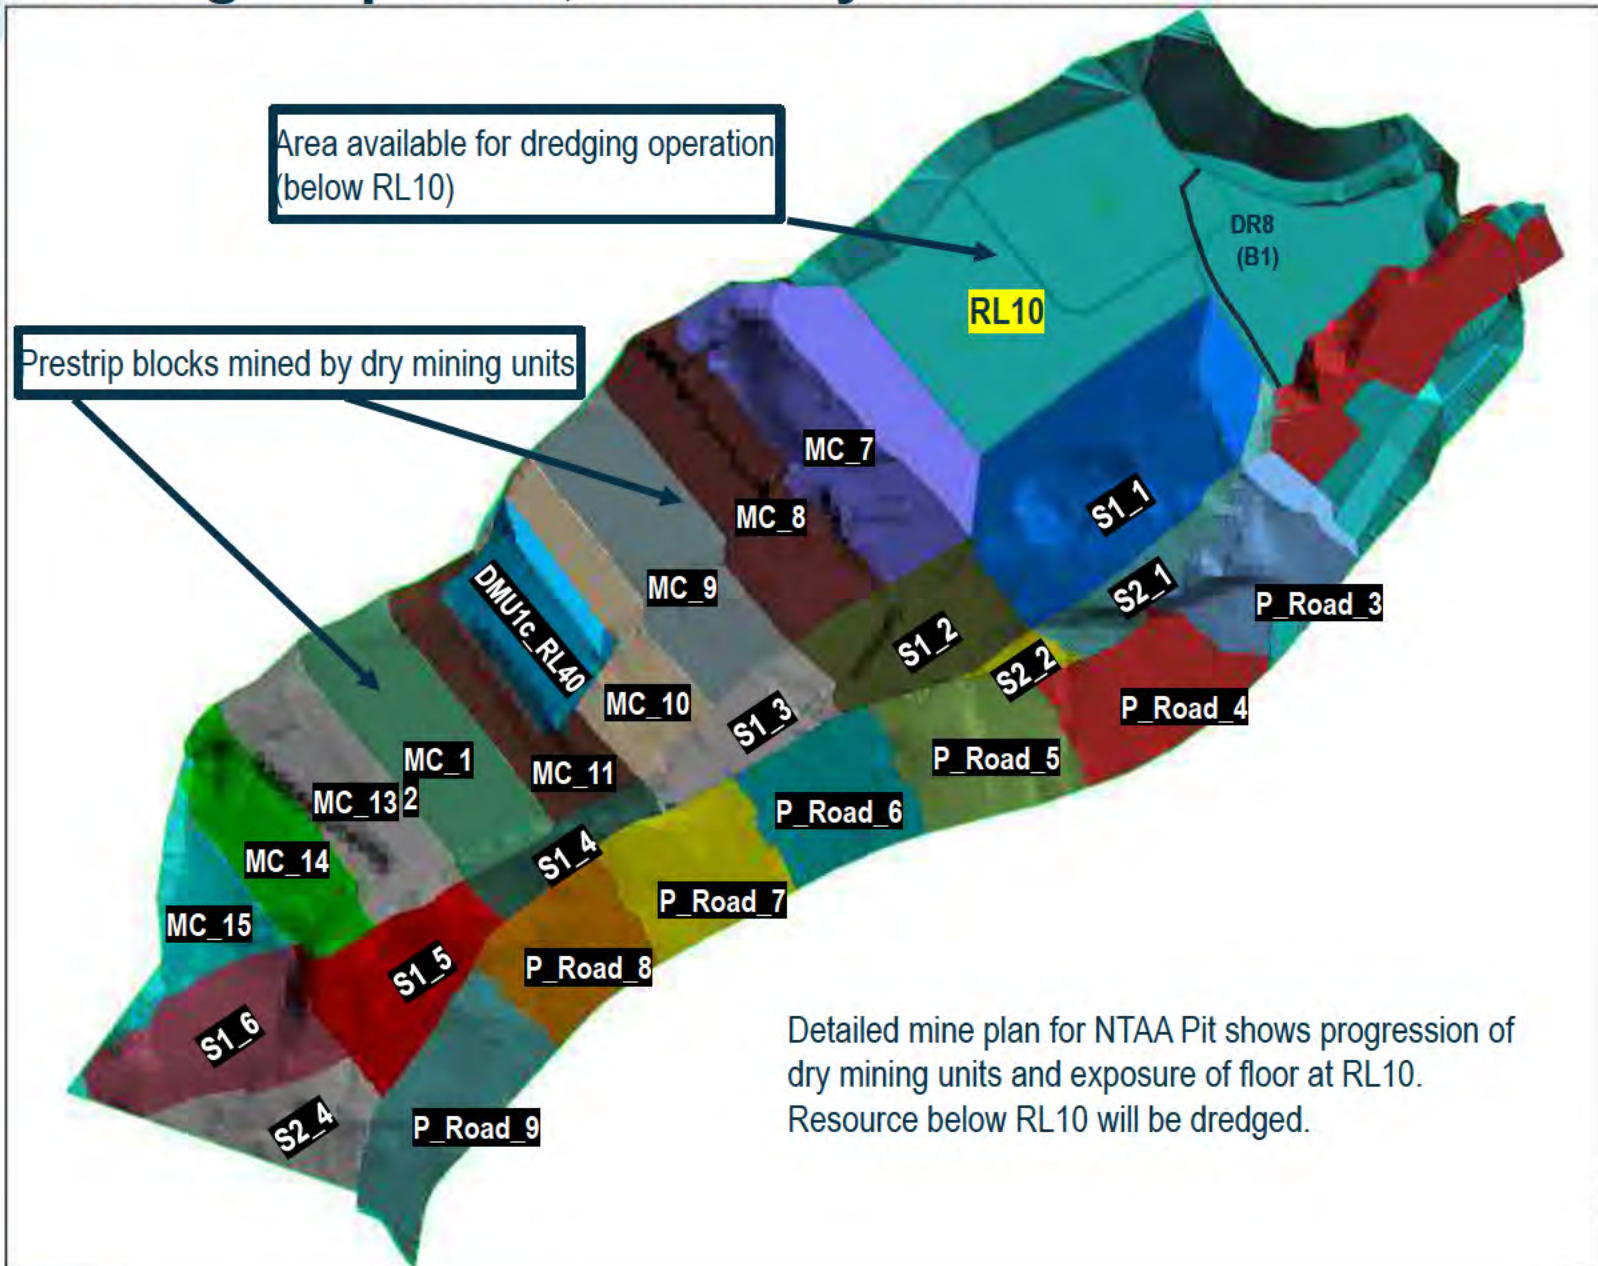 Area available for dredging operation
(below RL10)
DR8
(B1)
RL10
Prestrip blocks mined by dry mining units
MC_7
MC_8
S1_1
MC_9
S2_1
P_Road_3
DMU1c_RL40
S1_2
S2_2
MC_10
S1_3
P_Road_4
MC_1
2
MC_11
P_Road_5
MC_13
P_Road_6
MC_14
S1_4
P_Road_7
MC_15
S1_5
P_Road_8
S1_6
S2_4
P_Road_9
Detailed mine plan for NTAA Pit shows progression of
dry mining units and exposure of floor at RL10.
Resource below RL10 will be dredged.